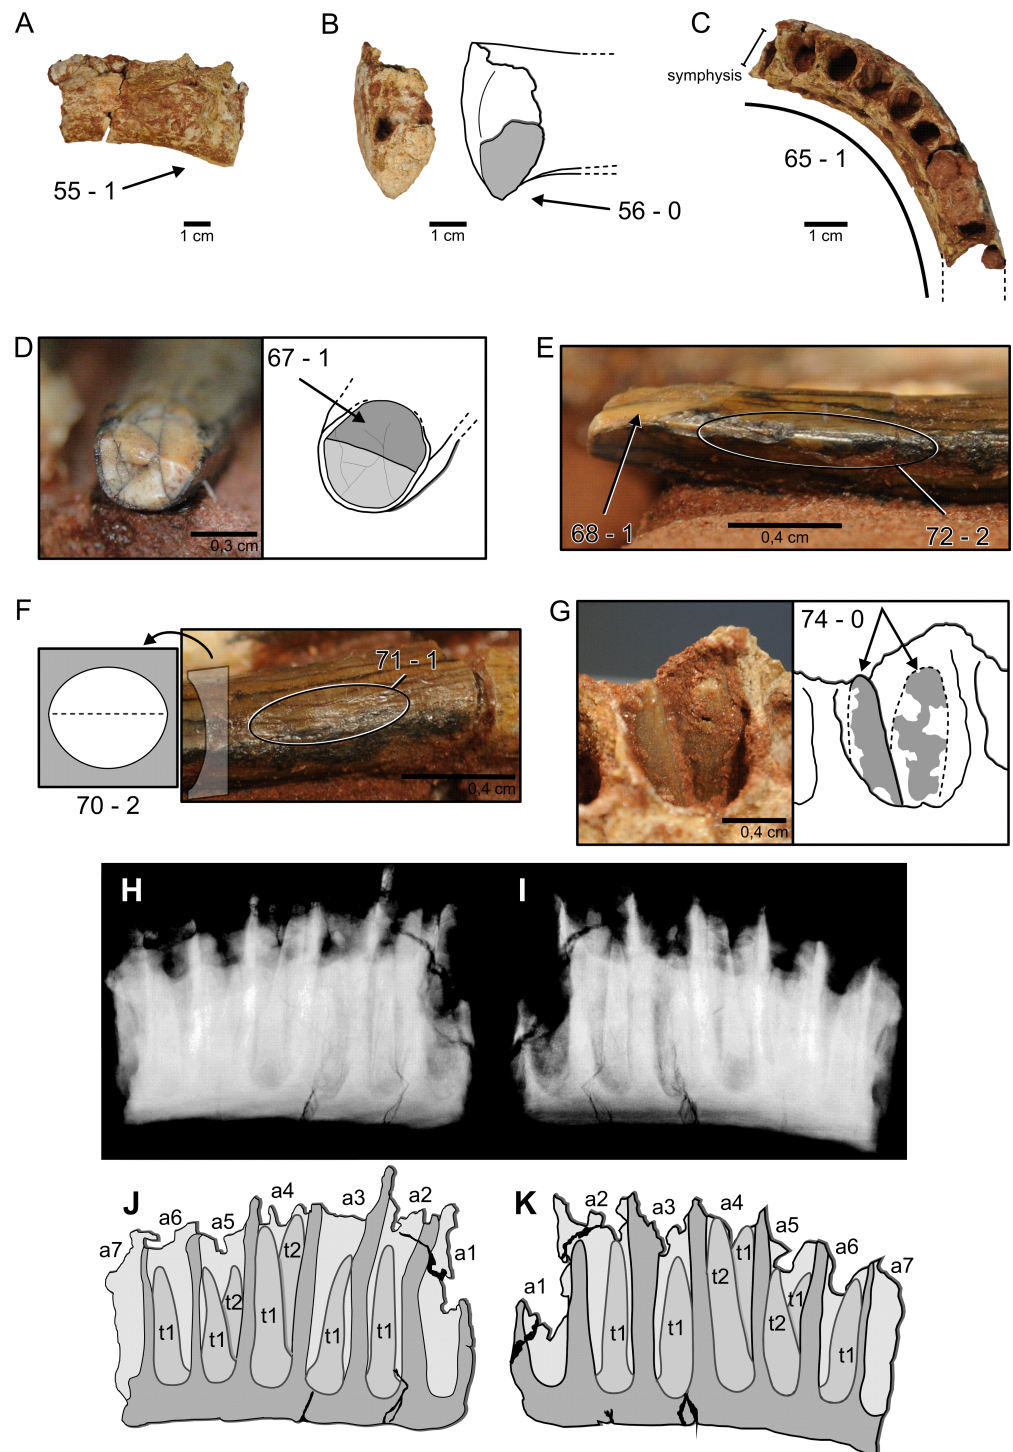 A
B
C
symphysis
65 - 1
55 - 1
56 - 0
1 cm
1 cm
1 cm
D
67 - 1
0,3 cm
E
68 - 1
72 - 2
0,4 cm
F
71 - 1
70 - 2
0,4 cm
G
74 - 0
0,4 cm
H
I
J
a7
a6
a5
a4
a3
a2
a1
t1
t1
t2
t1
t2
t1
t1
K
a1
a2
a3
a4
a5
a6
a7
t1
t1
t2
t1
t2
t1
t1